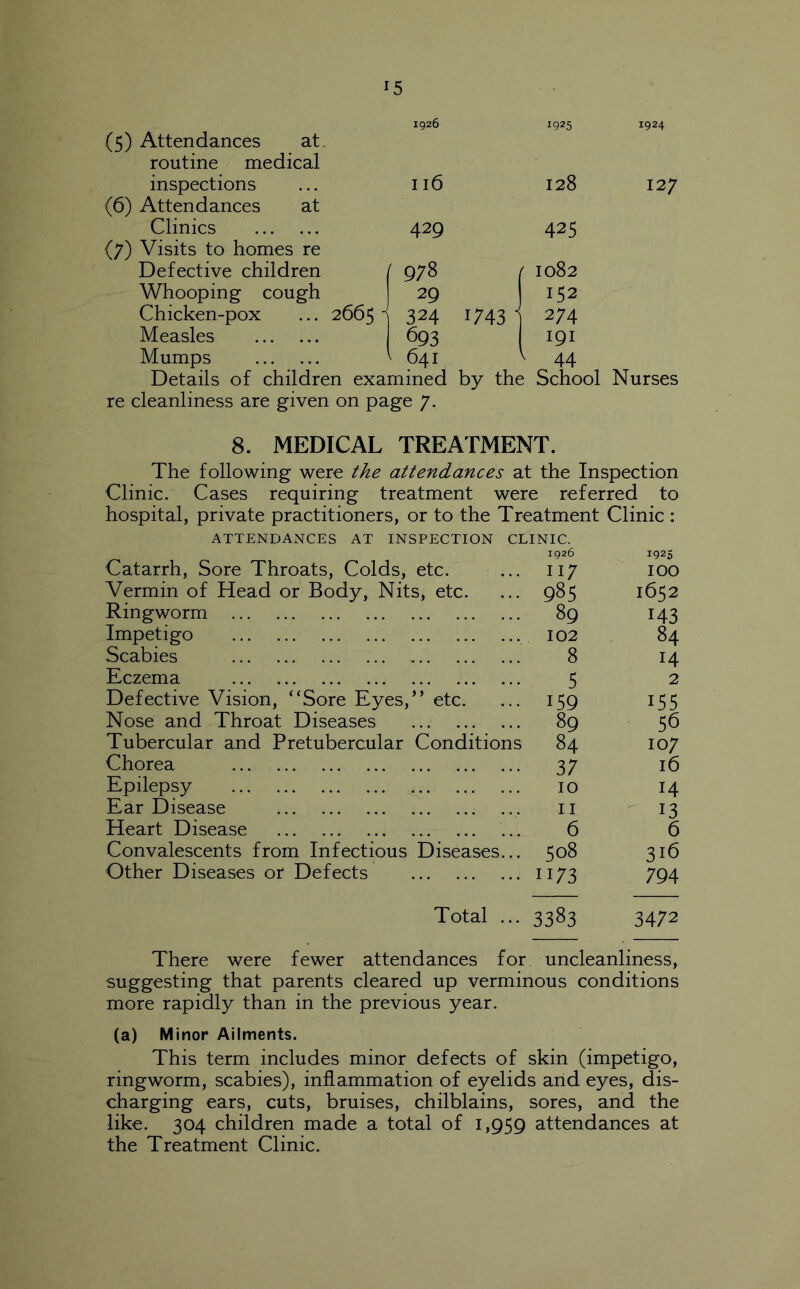 15
1926 1925 1924
(5) Attendances at
routine medical
inspections ... 116 128 127
(6) Attendances at
Clinics ... ... 429 425
(7) Visits to homes re
Defective children 978 1082
Whooping cough 29 152
Chicken-pox ... 2665 324 1743 274
Measles ... ... 693 191
Mumps ... ... 641 44
Details of children examined by the School Nurses
re cleanliness are given on page 7.
8. MEDICAL TREATMENT.
The following were the attendances at the Inspection
Clinic. Cases requiring treatment were referred to
hospital, private practitioners, or to the Treatment Clinic :
ATTENDANCES AT INSPECTION CLINIC.
1926 1925
Catarrh, Sore Throats, Colds, etc. ... 117 100
Vermin of Head or Body, Nits, etc. ... 985 1652
Ringworm ... ... ... ... ... ... ... 89 143
Impetigo ... ... ... ... ... ... ... 102 84
Scabies ... ... ... ... ... ... ... 8 14
Eczema ... ... ... ... ... ... ... 5 2
Defective Vision, “Sore Eyes,” etc. ... 159 155
Nose and Throat Diseases ... ... ... 89 56
Tubercular and Pretubercular Conditions 84 107
Chorea ... ... ... ... ... ... ... 37 16
Epilepsy ... ... ... ... ... ... ... 10 14
Ear Disease ... ... ... ... ... ... 11 13
Heart Disease ... ... ... ... ... ... 6 6
Convalescents from Infectious Diseases... 508 316
Other Diseases or Defects ... ... ... 1173 794
Total ... 3383 3472
There were fewer attendances for uncleanliness,
suggesting that parents cleared up verminous conditions
more rapidly than in the previous year.
(a) Minor Ailments.
This term includes minor defects of skin (impetigo,
ringworm, scabies), inflammation of eyelids and eyes, dis-
charging ears, cuts, bruises, chilblains, sores, and the
like. 304 children made a total of 1,959 attendances at
the Treatment Clinic.